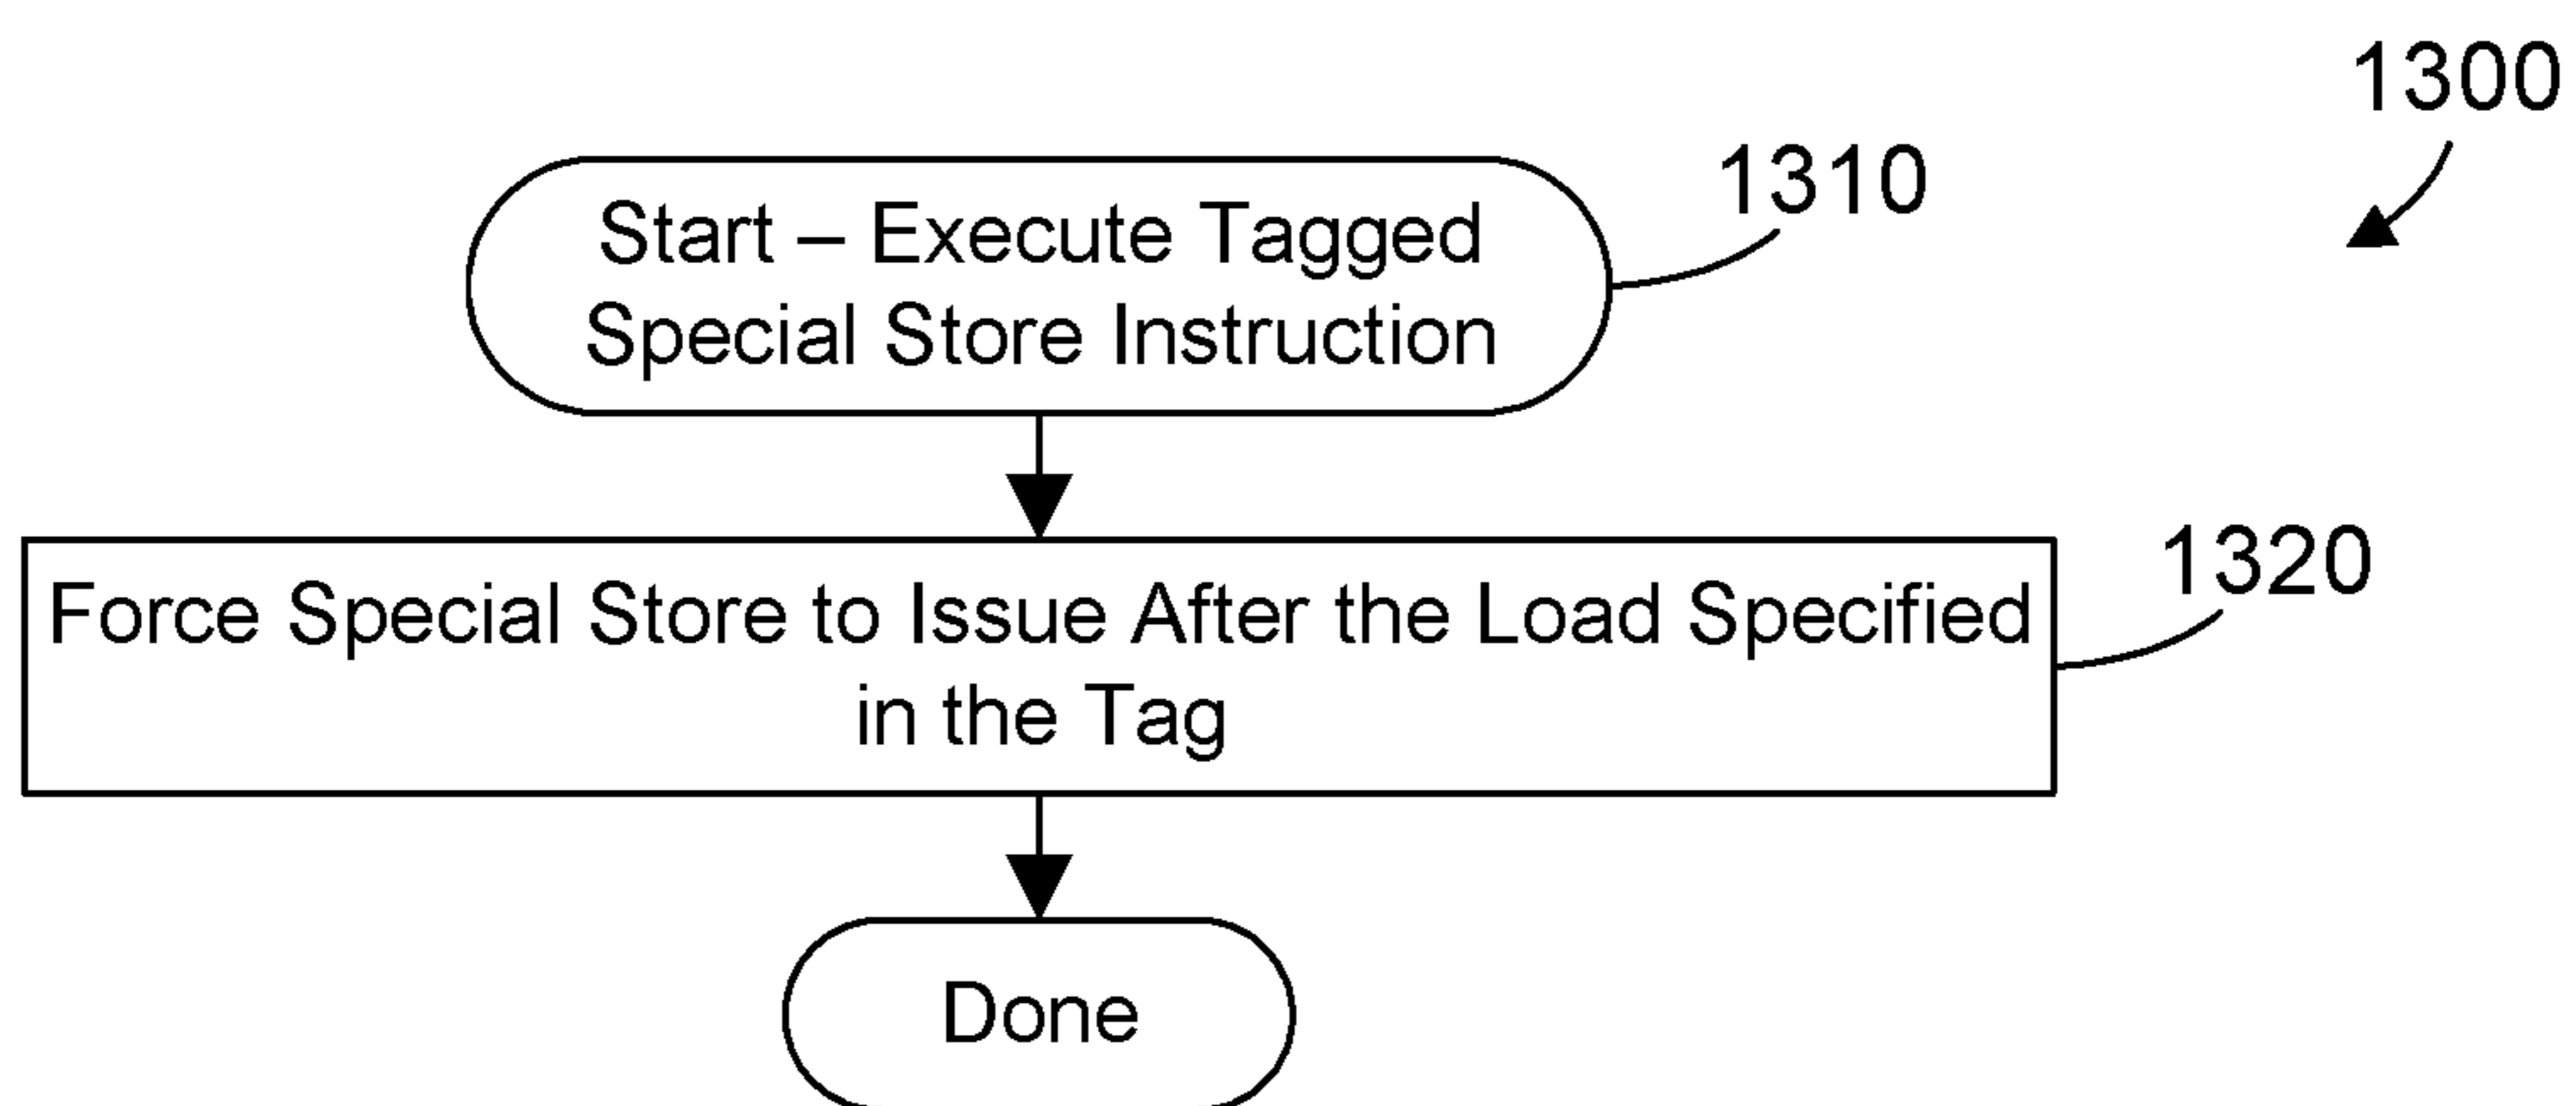 1300
1310
Start – Execute Tagged
Special Store Instruction
1320
Force Special Store to Issue After the Load Specified
in the Tag
Done